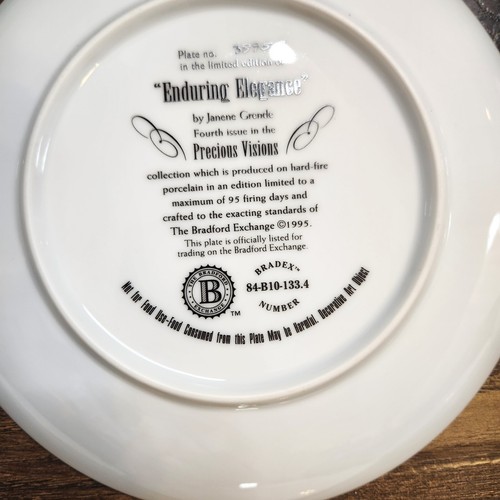 Plate no.
in the limited edition of
"Enduring Elegance"
by Janene Grende
Fourth issue in the
Precious Visions
collection which is produced on hard-fire
porcelain in an edition limited to a
maximum of 95 firing days and
crafted to the exacting standards of
The Bradford Exchange ©1995.
This plate is officially listed for
trading on the Bradford Exchange
THE BRADFORD
B
EXCHANGE
™
BRADEX™
84-B10-133.4
NUMBER
Not For Food Use-Food Consumed from this Plate May be Harmful. Decorative Art Object